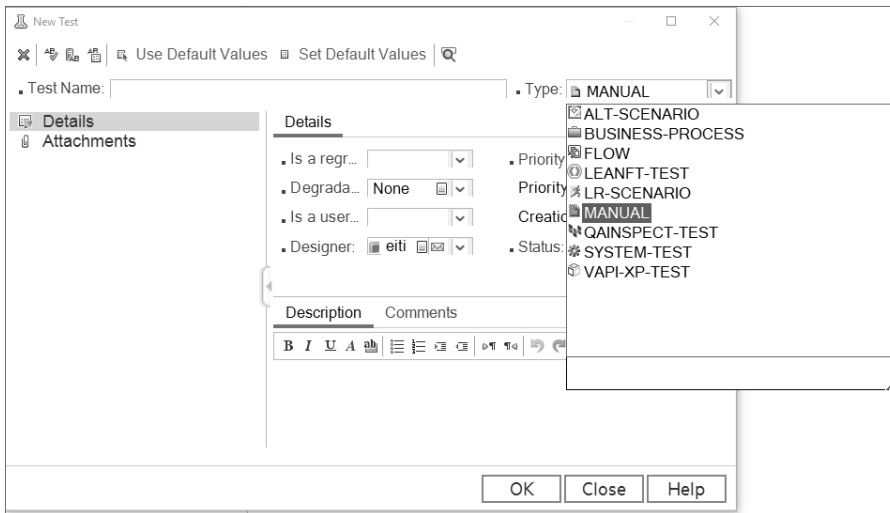 New Test
Use Default Values Set Default Values
Test Name: Type: MANUAL
Details
Attachments
Details
Is a regr... Priority
Degrada... None Priority
Is a user... Creatio
Designer: eiti Status:
ALT-SCENARIO
BUSINESS-PROCESS
FLOW
LEANFT-TEST
LR-SCENARIO
MANUAL
QAINSPECT-TEST
SYSTEM-TEST
VAPI-XP-TEST
Description Comments
B I U A ab
OK Close Help